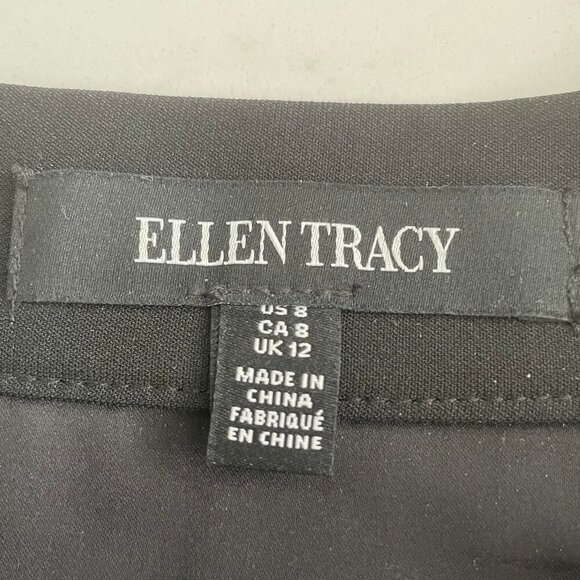 ELLEN TRACY
US 8
CA 8
UK 12
MADE IN
CHINA
FABRIQUÉ
EN CHINE